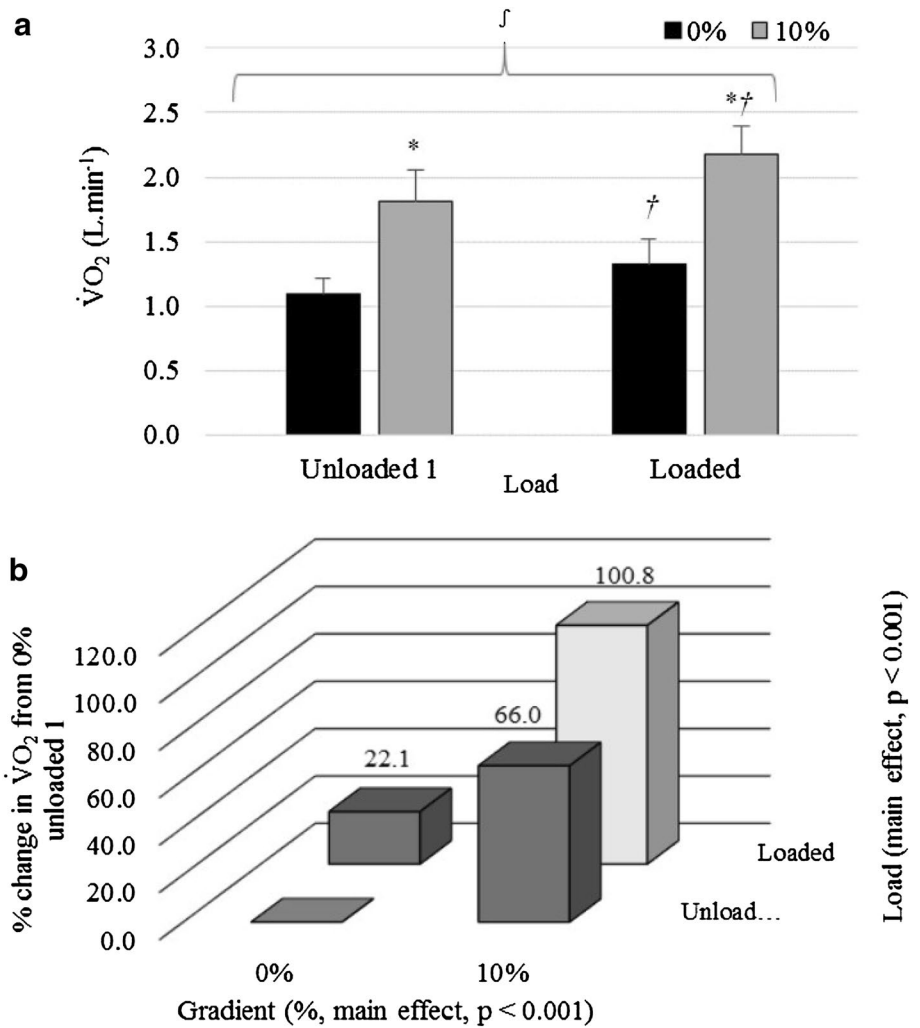 a
∫
0% 10%
3.0
2.5
2.0
1.5
1.0
0.5
0.0
V̇O₂ (L.min⁻¹)
*
†
*†
Unloaded 1
Loaded
Load
b
100.8
66.0
22.1
120.0
100.0
80.0
60.0
40.0
20.0
0.0
% change in V̇O₂ from 0%
unloaded 1
Loaded
Unload…
0%
10%
Gradient (%, main effect, p < 0.001)
Load (main effect, p < 0.001)